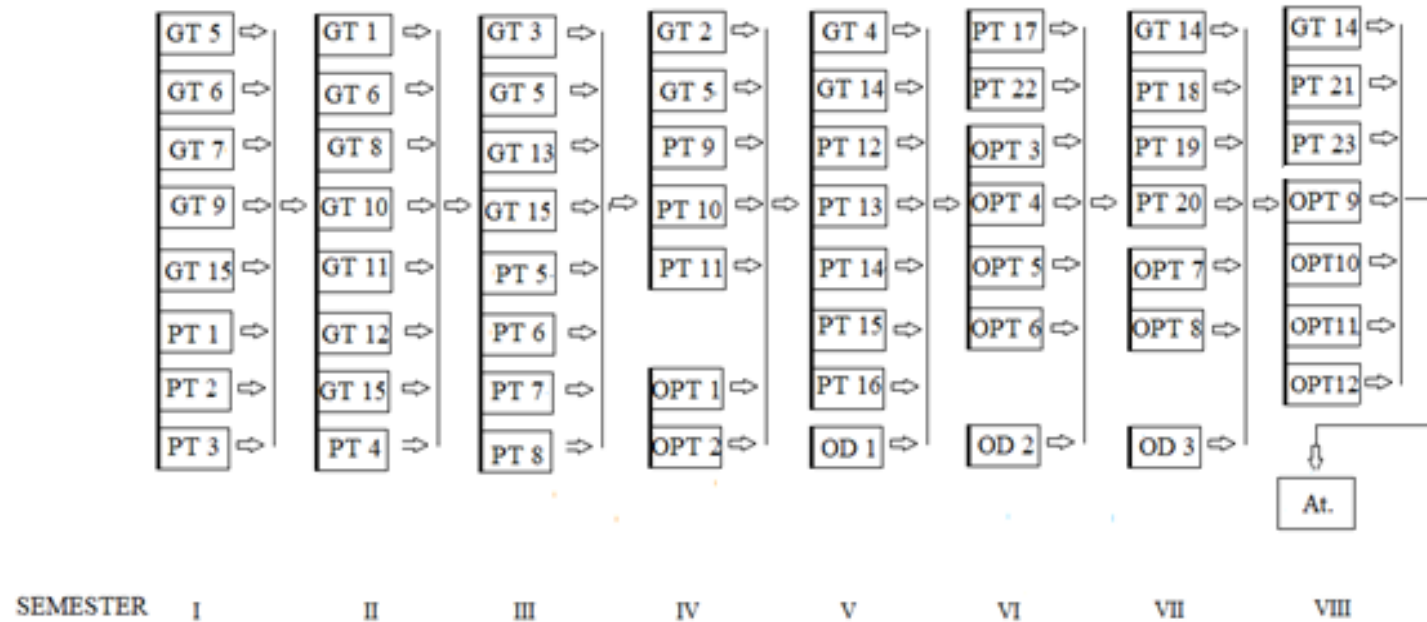 GT 5 GT 1 GT 3 GT 2 GT 4 PT 17 GT 14 GT 14
GT 6 GT 6 GT 5 GT 5 GT 14 PT 22 PT 18 PT 21
GT 7 GT 8 GT 13 PT 9 PT 12 OPT 3 PT 19 PT 23
GT 9 GT 10 GT 15 PT 10 PT 13 OPT 4 PT 20 OPT 9
GT 15 GT 11 PT 5 PT 11 PT 14 OPT 5 OPT 7 OPT10
PT 1 GT 12 PT 6 PT 15 OPT 6 OPT 8 OPT11
PT 2 GT 15 PT 7 OPT 1 PT 16 OPT12
PT 3 PT 4 PT 8 OPT 2 OD 1 OD 2 OD 3
At.
SEMESTER I II III IV V VI VII VIII